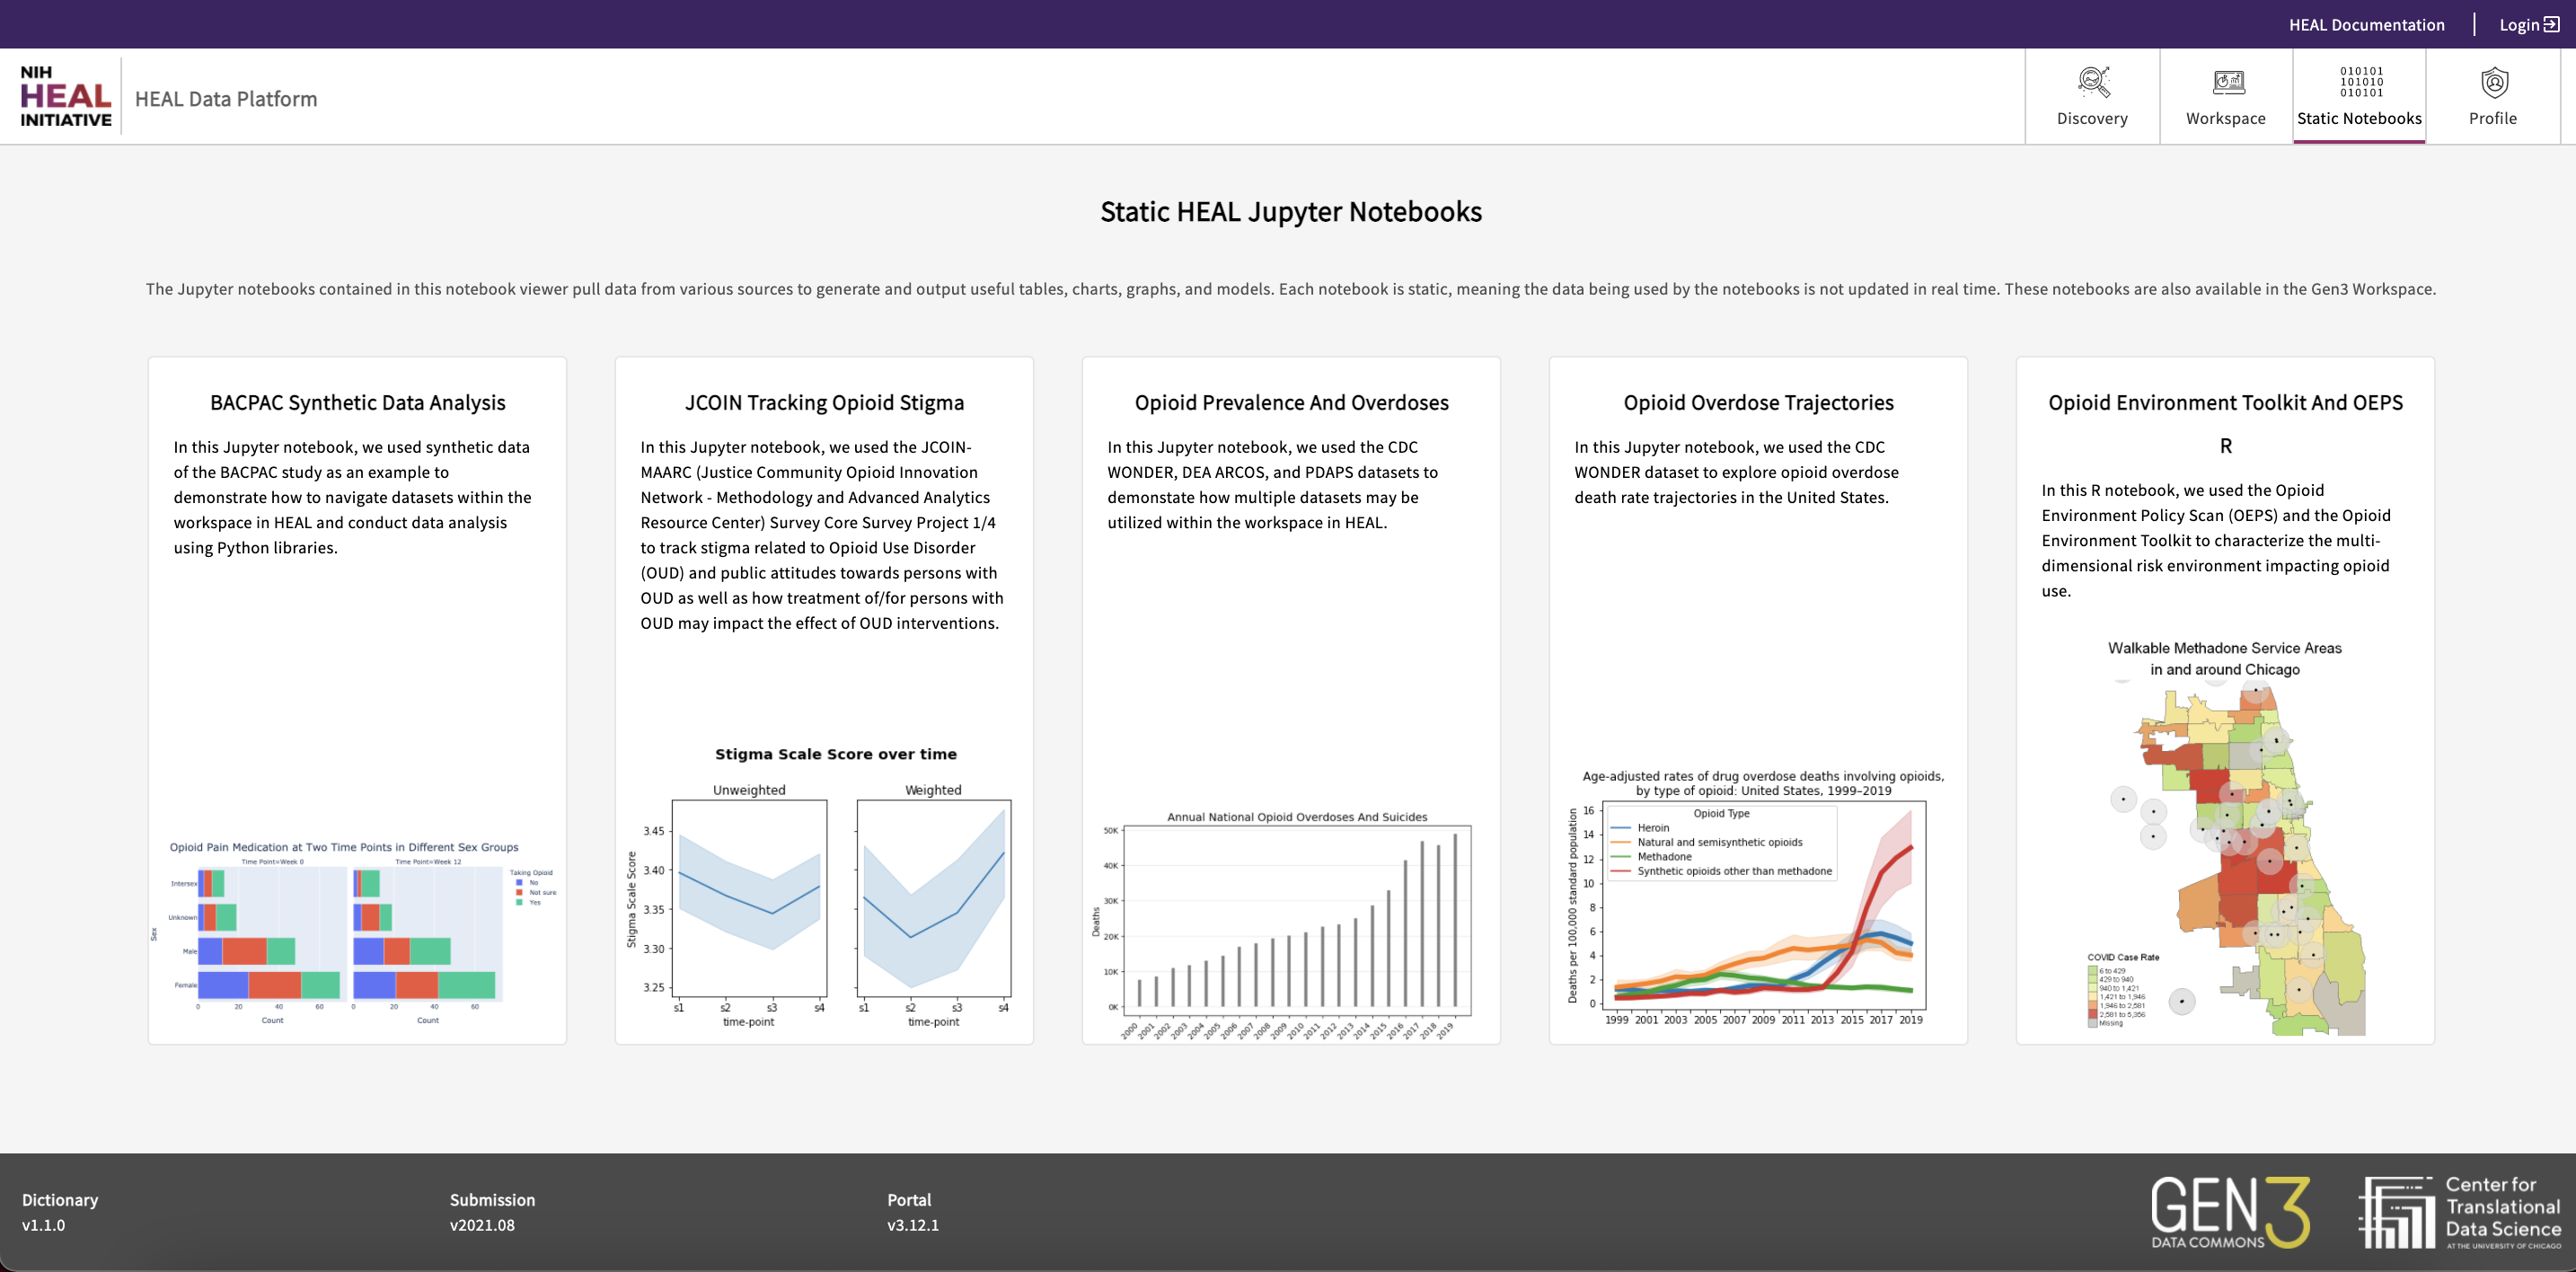 HEAL Documentation
Login
NIH
HEAL
INITIATIVE
HEAL Data Platform
Discovery
Workspace
010101
101010
010101
Static Notebooks
Profile
Static HEAL Jupyter Notebooks
The Jupyter notebooks contained in this notebook viewer pull data from various sources to generate and output useful tables, charts, graphs, and models. Each notebook is static, meaning the data being used by the notebooks is not updated in real time. These notebooks are also available in the Gen3 Workspace.
BACPAC Synthetic Data Analysis
In this Jupyter notebook, we used synthetic data
of the BACPAC study as an example to
demonstrate how to navigate datasets within the
workspace in HEAL and conduct data analysis
using Python libraries.
Opioid Pain Medication at Two Time Points in Different Sex Groups
Time Point=Week 0
Time Point=Week 12
Taking Opioid
No
Not sure
Yes
Sex
Intersex
Unknown
Male
Female
0 20 40 60
0 20 40 60
Count
Count
JCOIN Tracking Opioid Stigma
In this Jupyter notebook, we used the JCOIN-
MAARC (Justice Community Opioid Innovation
Network - Methodology and Advanced Analytics
Resource Center) Survey Core Survey Project 1/4
to track stigma related to Opioid Use Disorder
(OUD) and public attitudes towards persons with
OUD as well as how treatment of/for persons with
OUD may impact the effect of OUD interventions.
Stigma Scale Score over time
Unweighted
Weighted
Stigma Scale Score
3.45
3.40
3.35
3.30
3.25
s1 s2 s3 s4
s1 s2 s3 s4
time-point
time-point
Opioid Prevalence And Overdoses
In this Jupyter notebook, we used the CDC
WONDER, DEA ARCOS, and PDAPS datasets to
demonstate how multiple datasets may be
utilized within the workspace in HEAL.
Annual National Opioid Overdoses And Suicides
Deaths
50K
40K
30K
20K
10K
0K
2000 2001 2002 2003 2004 2005 2006 2007 2008 2009 2010 2011 2012 2013 2014 2015 2016 2017 2018 2019
Opioid Overdose Trajectories
In this Jupyter notebook, we used the CDC
WONDER dataset to explore opioid overdose
death rate trajectories in the United States.
Age-adjusted rates of drug overdose deaths involving opioids,
by type of opioid: United States, 1999–2019
Deaths per 100,000 standard population
16
14
12
10
8
6
4
2
0
Opioid Type
Heroin
Natural and semisynthetic opioids
Methadone
Synthetic opioids other than methadone
1999 2001 2003 2005 2007 2009 2011 2013 2015 2017 2019
Opioid Environment Toolkit And OEPS
R
In this R notebook, we used the Opioid
Environment Policy Scan (OEPS) and the Opioid
Environment Toolkit to characterize the multi-
dimensional risk environment impacting opioid
use.
Walkable Methadone Service Areas
in and around Chicago
COVID Case Rate
6 to 429
429 to 940
940 to 1,421
1,421 to 1,946
1,946 to 2,581
2,581 to 5,356
Missing
Dictionary
v1.1.0
Submission
v2021.08
Portal
v3.12.1
GEN3
DATA COMMONS
Center for
Translational
Data Science
AT THE UNIVERSITY OF CHICAGO